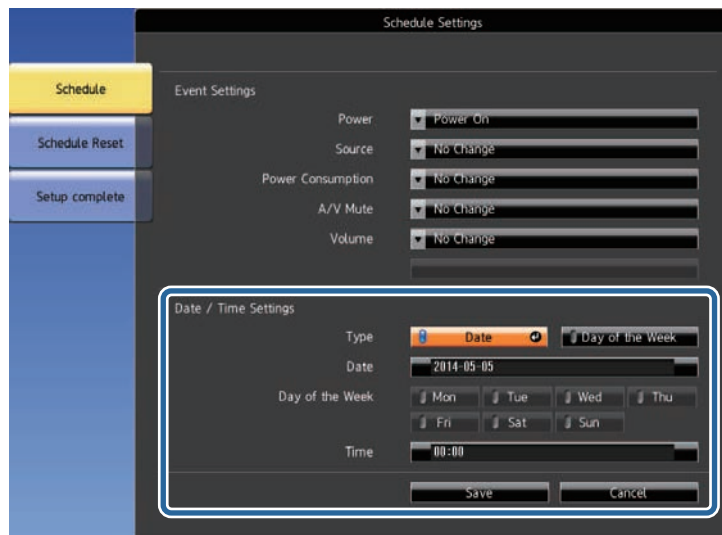 Schedule Settings
Schedule
Schedule Reset
Setup complete
Event Settings
Power Power On
Source No Change
Power Consumption No Change
A/V Mute No Change
Volume No Change
Date / Time Settings
Type Date Day of the Week
Date 2014-05-05
Day of the Week Mon Tue Wed Thu
Fri Sat Sun
Time 00:00
Save Cancel